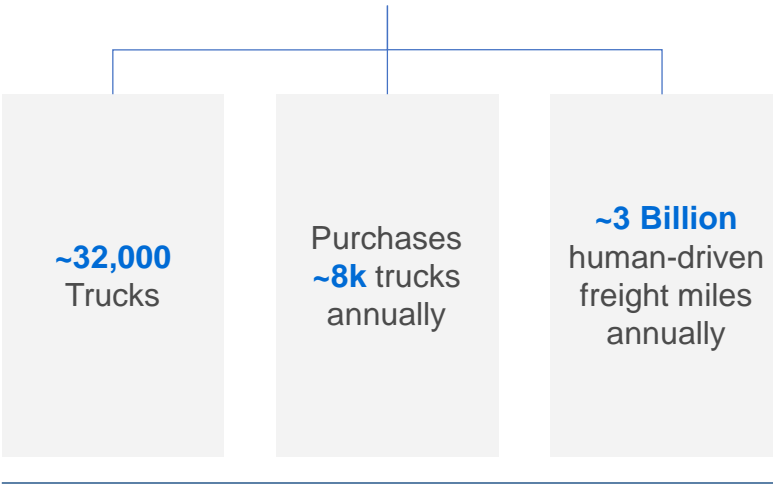 ~32,000
Trucks
Purchases
~8k trucks
annually
~3 Billion
human-driven
freight miles
annually